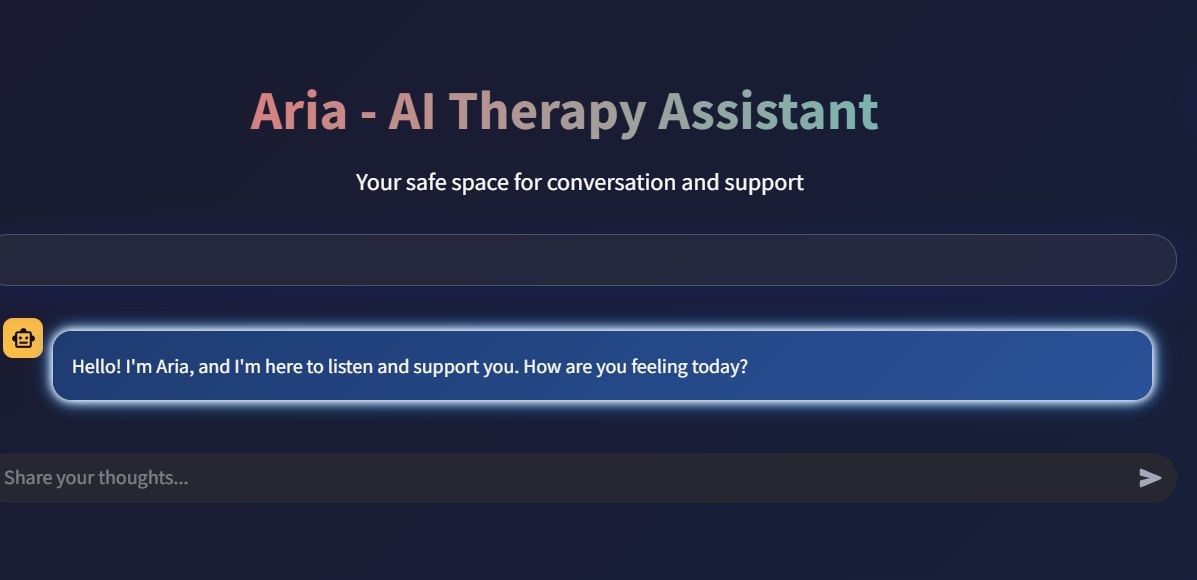 Aria - AI Therapy Assistant
Your safe space for conversation and support
Hello! I'm Aria, and I'm here to listen and support you. How are you feeling today?
Share your thoughts...